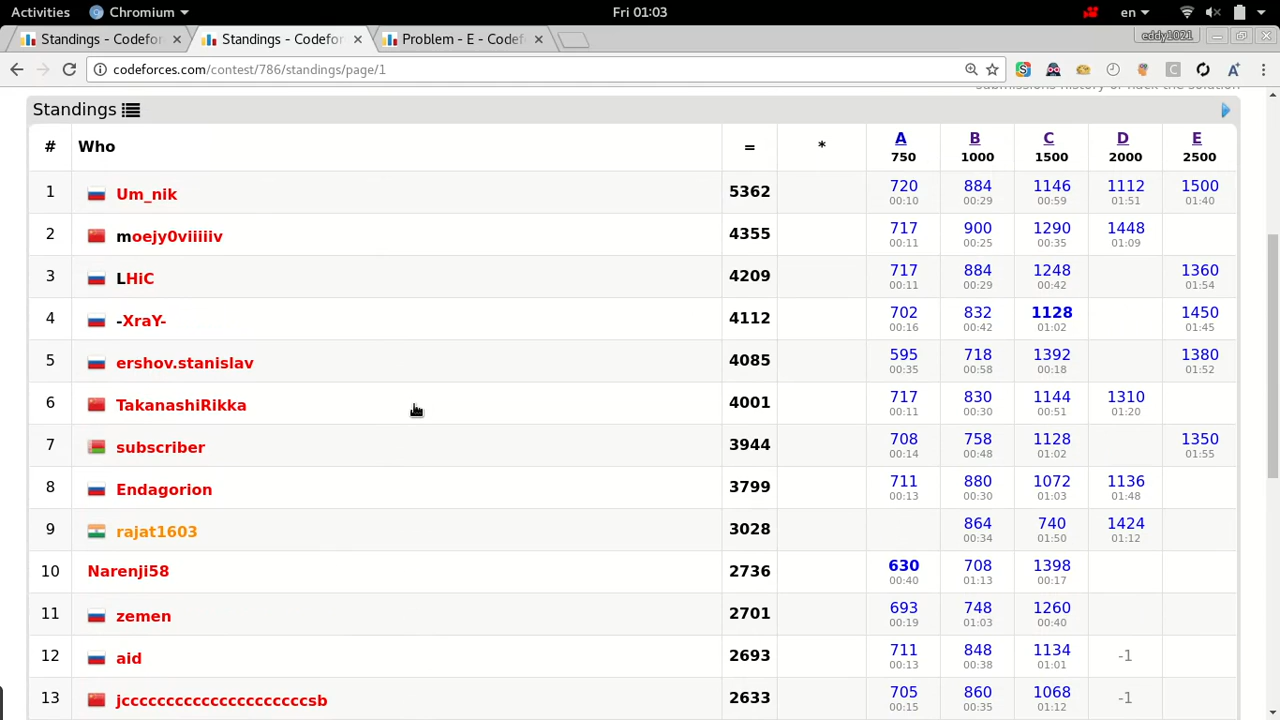 Activities Chromium Fri 01:03 en
Standings - Codefor Standings - Codefor Problem - E - Codef eddy1021
codeforces.com/contest/786/standings/page/1
submissions history or hack the solution
Standings
# Who = * A B C D E
750 1000 1500 2000 2500
1 Um_nik 5362 720 884 1146 1112 1500
00:10 00:29 00:59 01:51 01:40
2 moejy0viiiiiv 4355 717 900 1290 1448
00:11 00:25 00:35 01:09
3 LHiC 4209 717 884 1248 1360
00:11 00:29 00:42 01:54
4 -XraY- 4112 702 832 1128 1450
00:16 00:42 01:02 01:45
5 ershov.stanislav 4085 595 718 1392 1380
00:35 00:58 00:18 01:52
6 TakanashiRikka 4001 717 830 1144 1310
00:11 00:30 00:51 01:20
7 subscriber 3944 708 758 1128 1350
00:14 00:48 01:02 01:55
8 Endagorion 3799 711 880 1072 1136
00:13 00:30 01:03 01:48
9 rajat1603 3028 864 740 1424
00:34 01:50 01:12
10 Narenji58 2736 630 708 1398
00:40 01:13 00:17
11 zemen 2701 693 748 1260
00:19 01:03 00:40
12 aid 2693 711 848 1134 -1
00:13 00:38 01:01
13 jccccccccccccccccccccccsb 2633 705 860 1068 -1
00:15 00:35 01:12